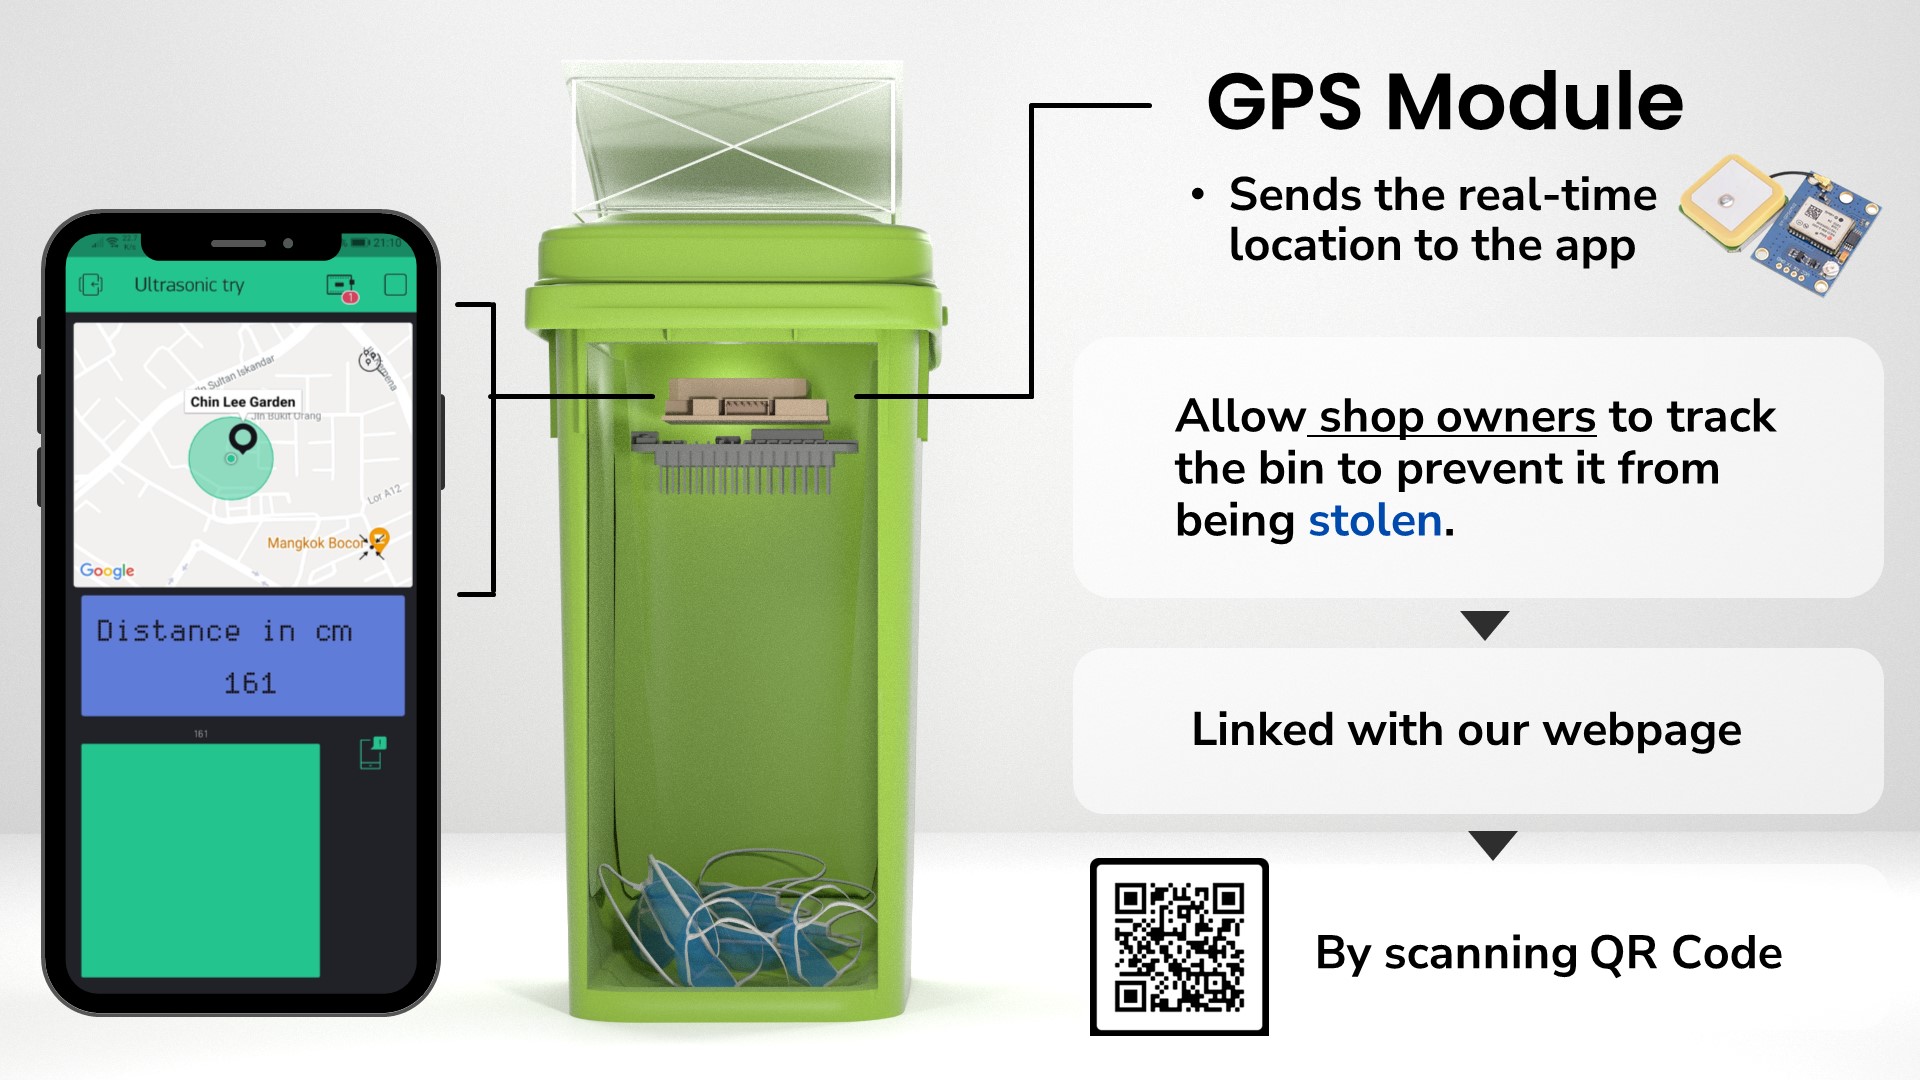 GPS Module
• Sends the real-time
location to the app
21:10
Ultrasonic try
1
Jln Sultan Iskandar
Chin Lee Garden
Jln Bukit Orang
Lor A12
Mangkok Bocor
Google
Distance in cm
161
161
Allow shop owners to track
the bin to prevent it from
being stolen.
Linked with our webpage
By scanning QR Code